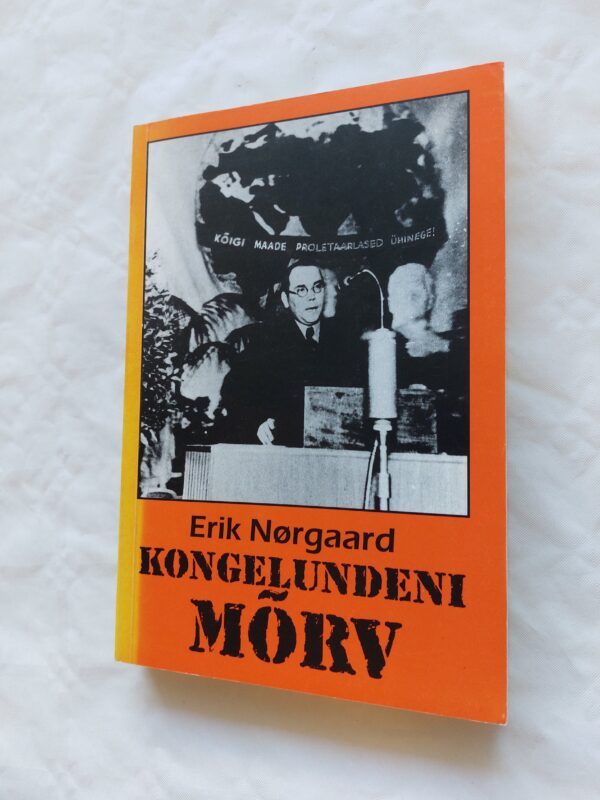 KÕIGI MAADE PROLETAARLASED ÜHINEGE!
Erik Nørgaard
KONGELUNDENI
MÕRV